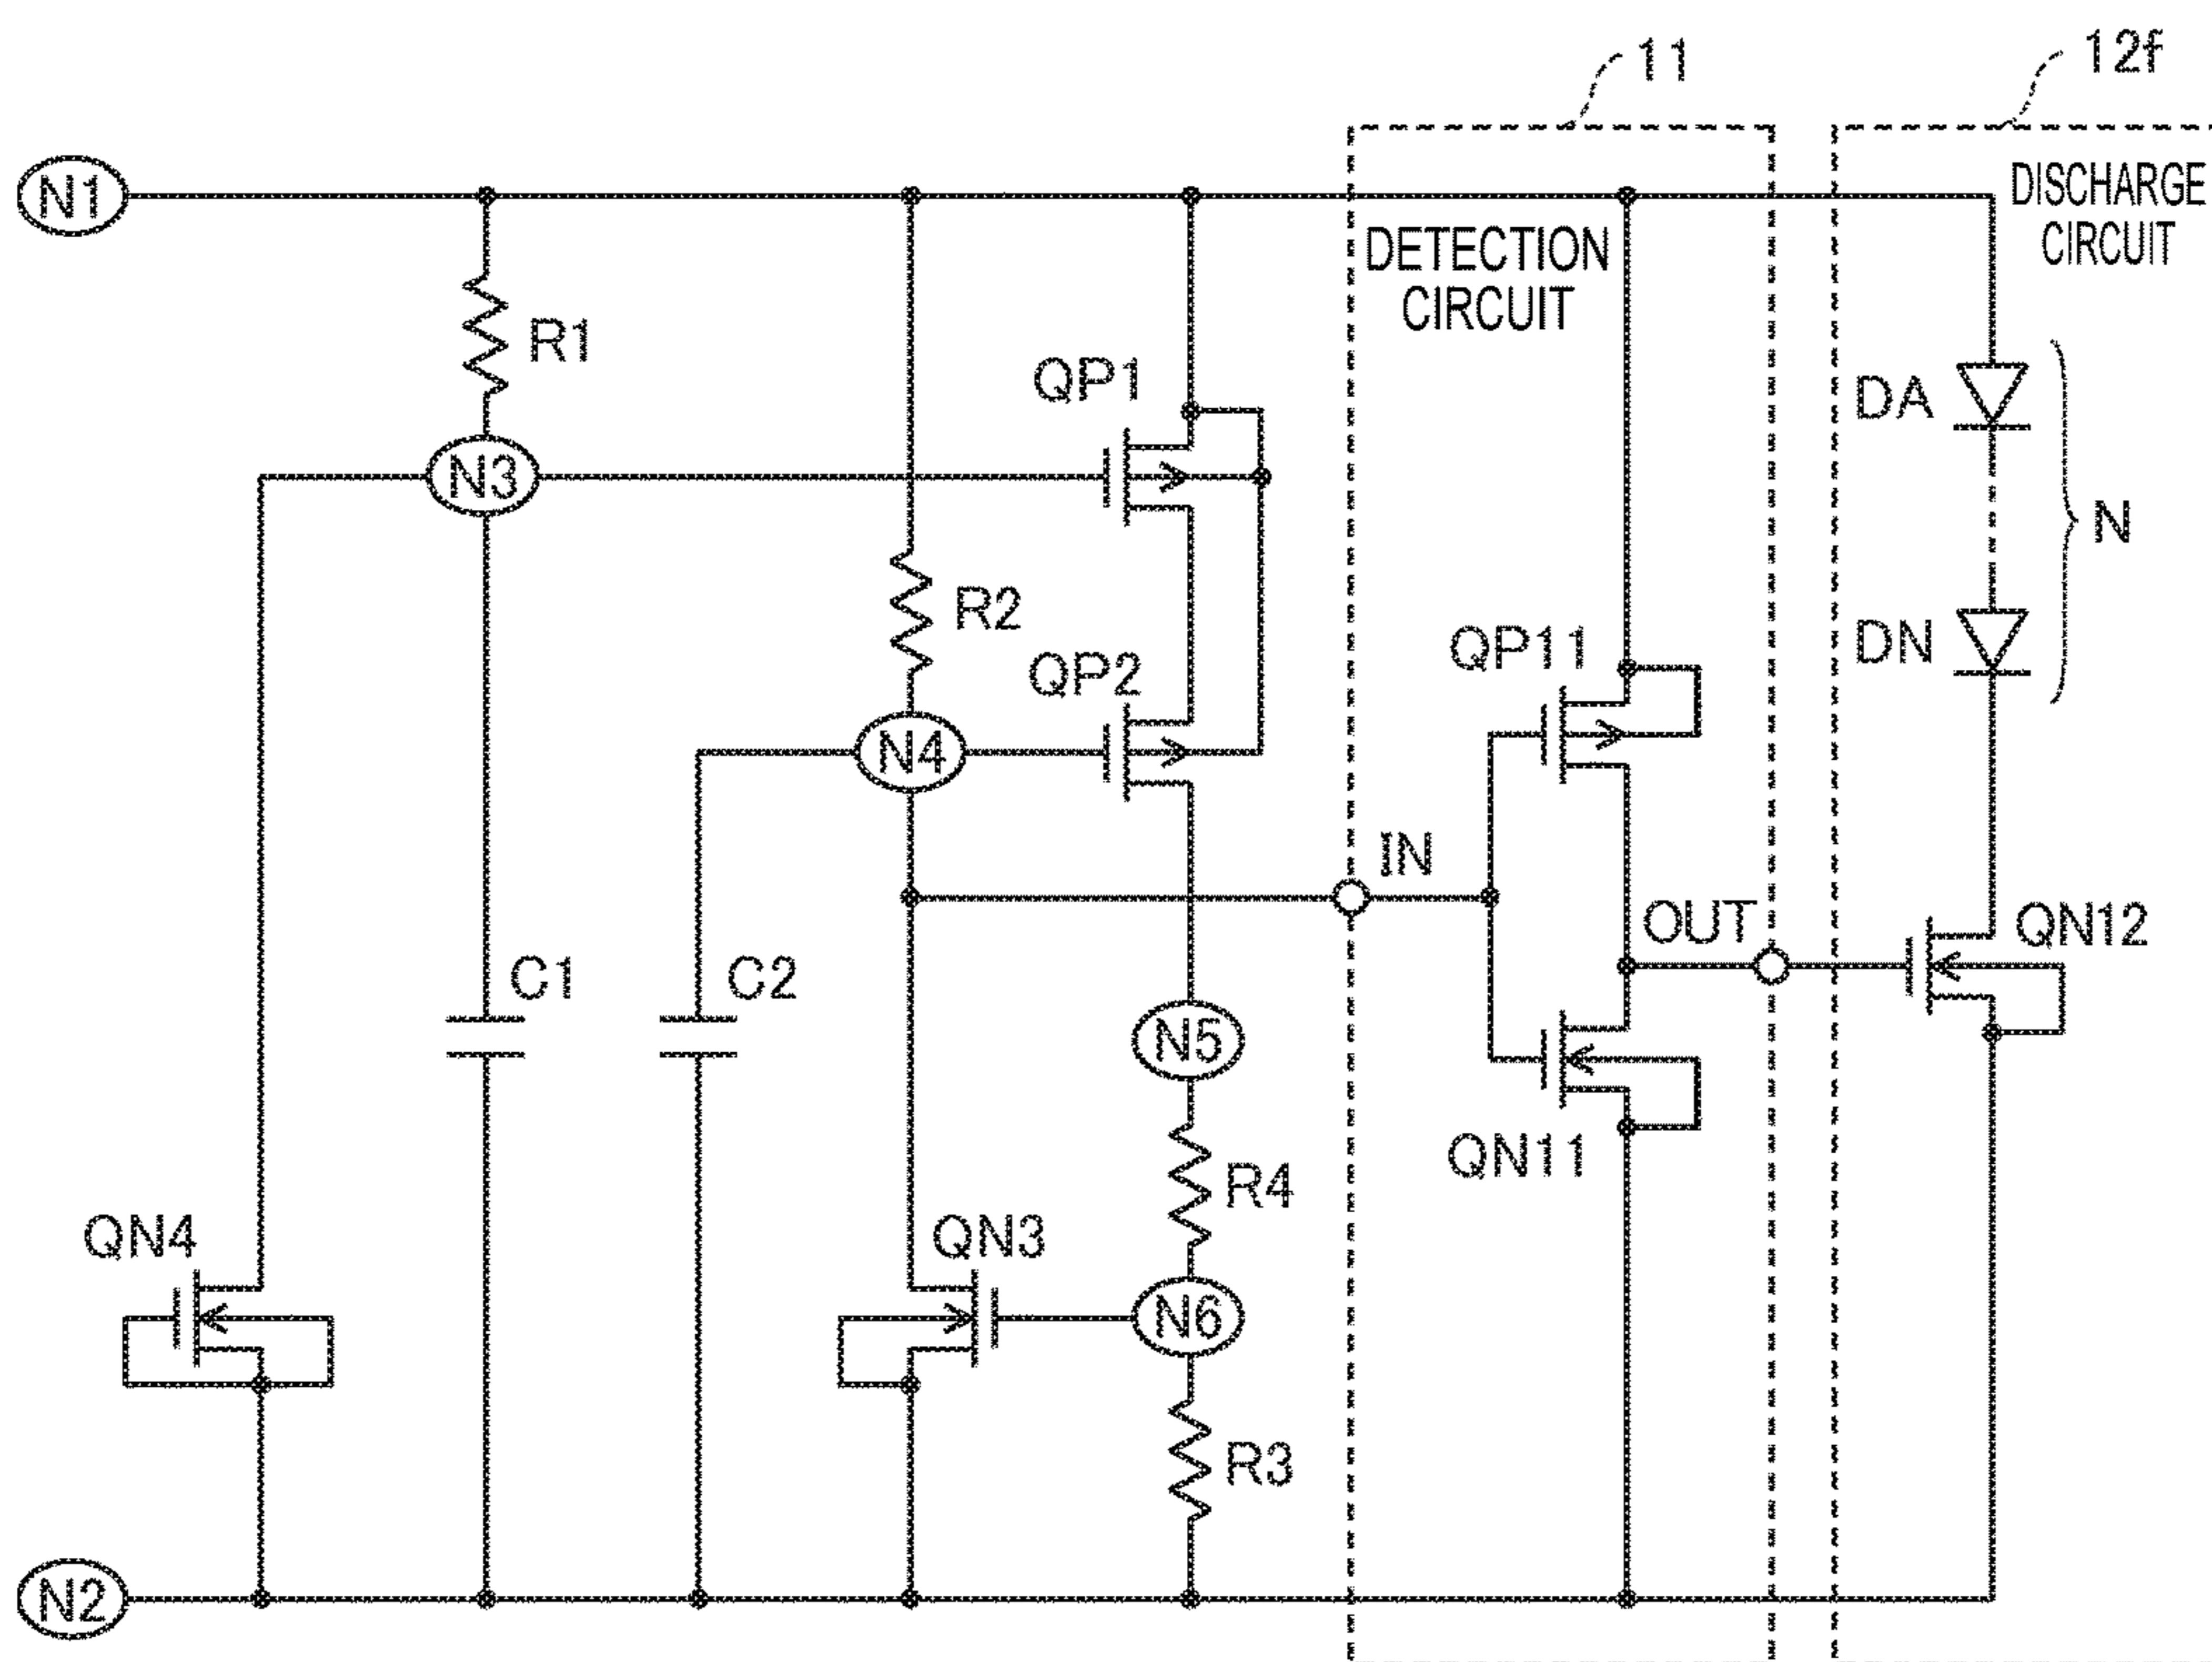 11
12f
N1
DISCHARGE
CIRCUIT
DETECTION
CIRCUIT
R1
QP1
DA
N3
N
R2
QP11
DN
QP2
N4
IN
OUT
QN12
C1
C2
N5
QN11
R4
QN4
QN3
N6
R3
N2